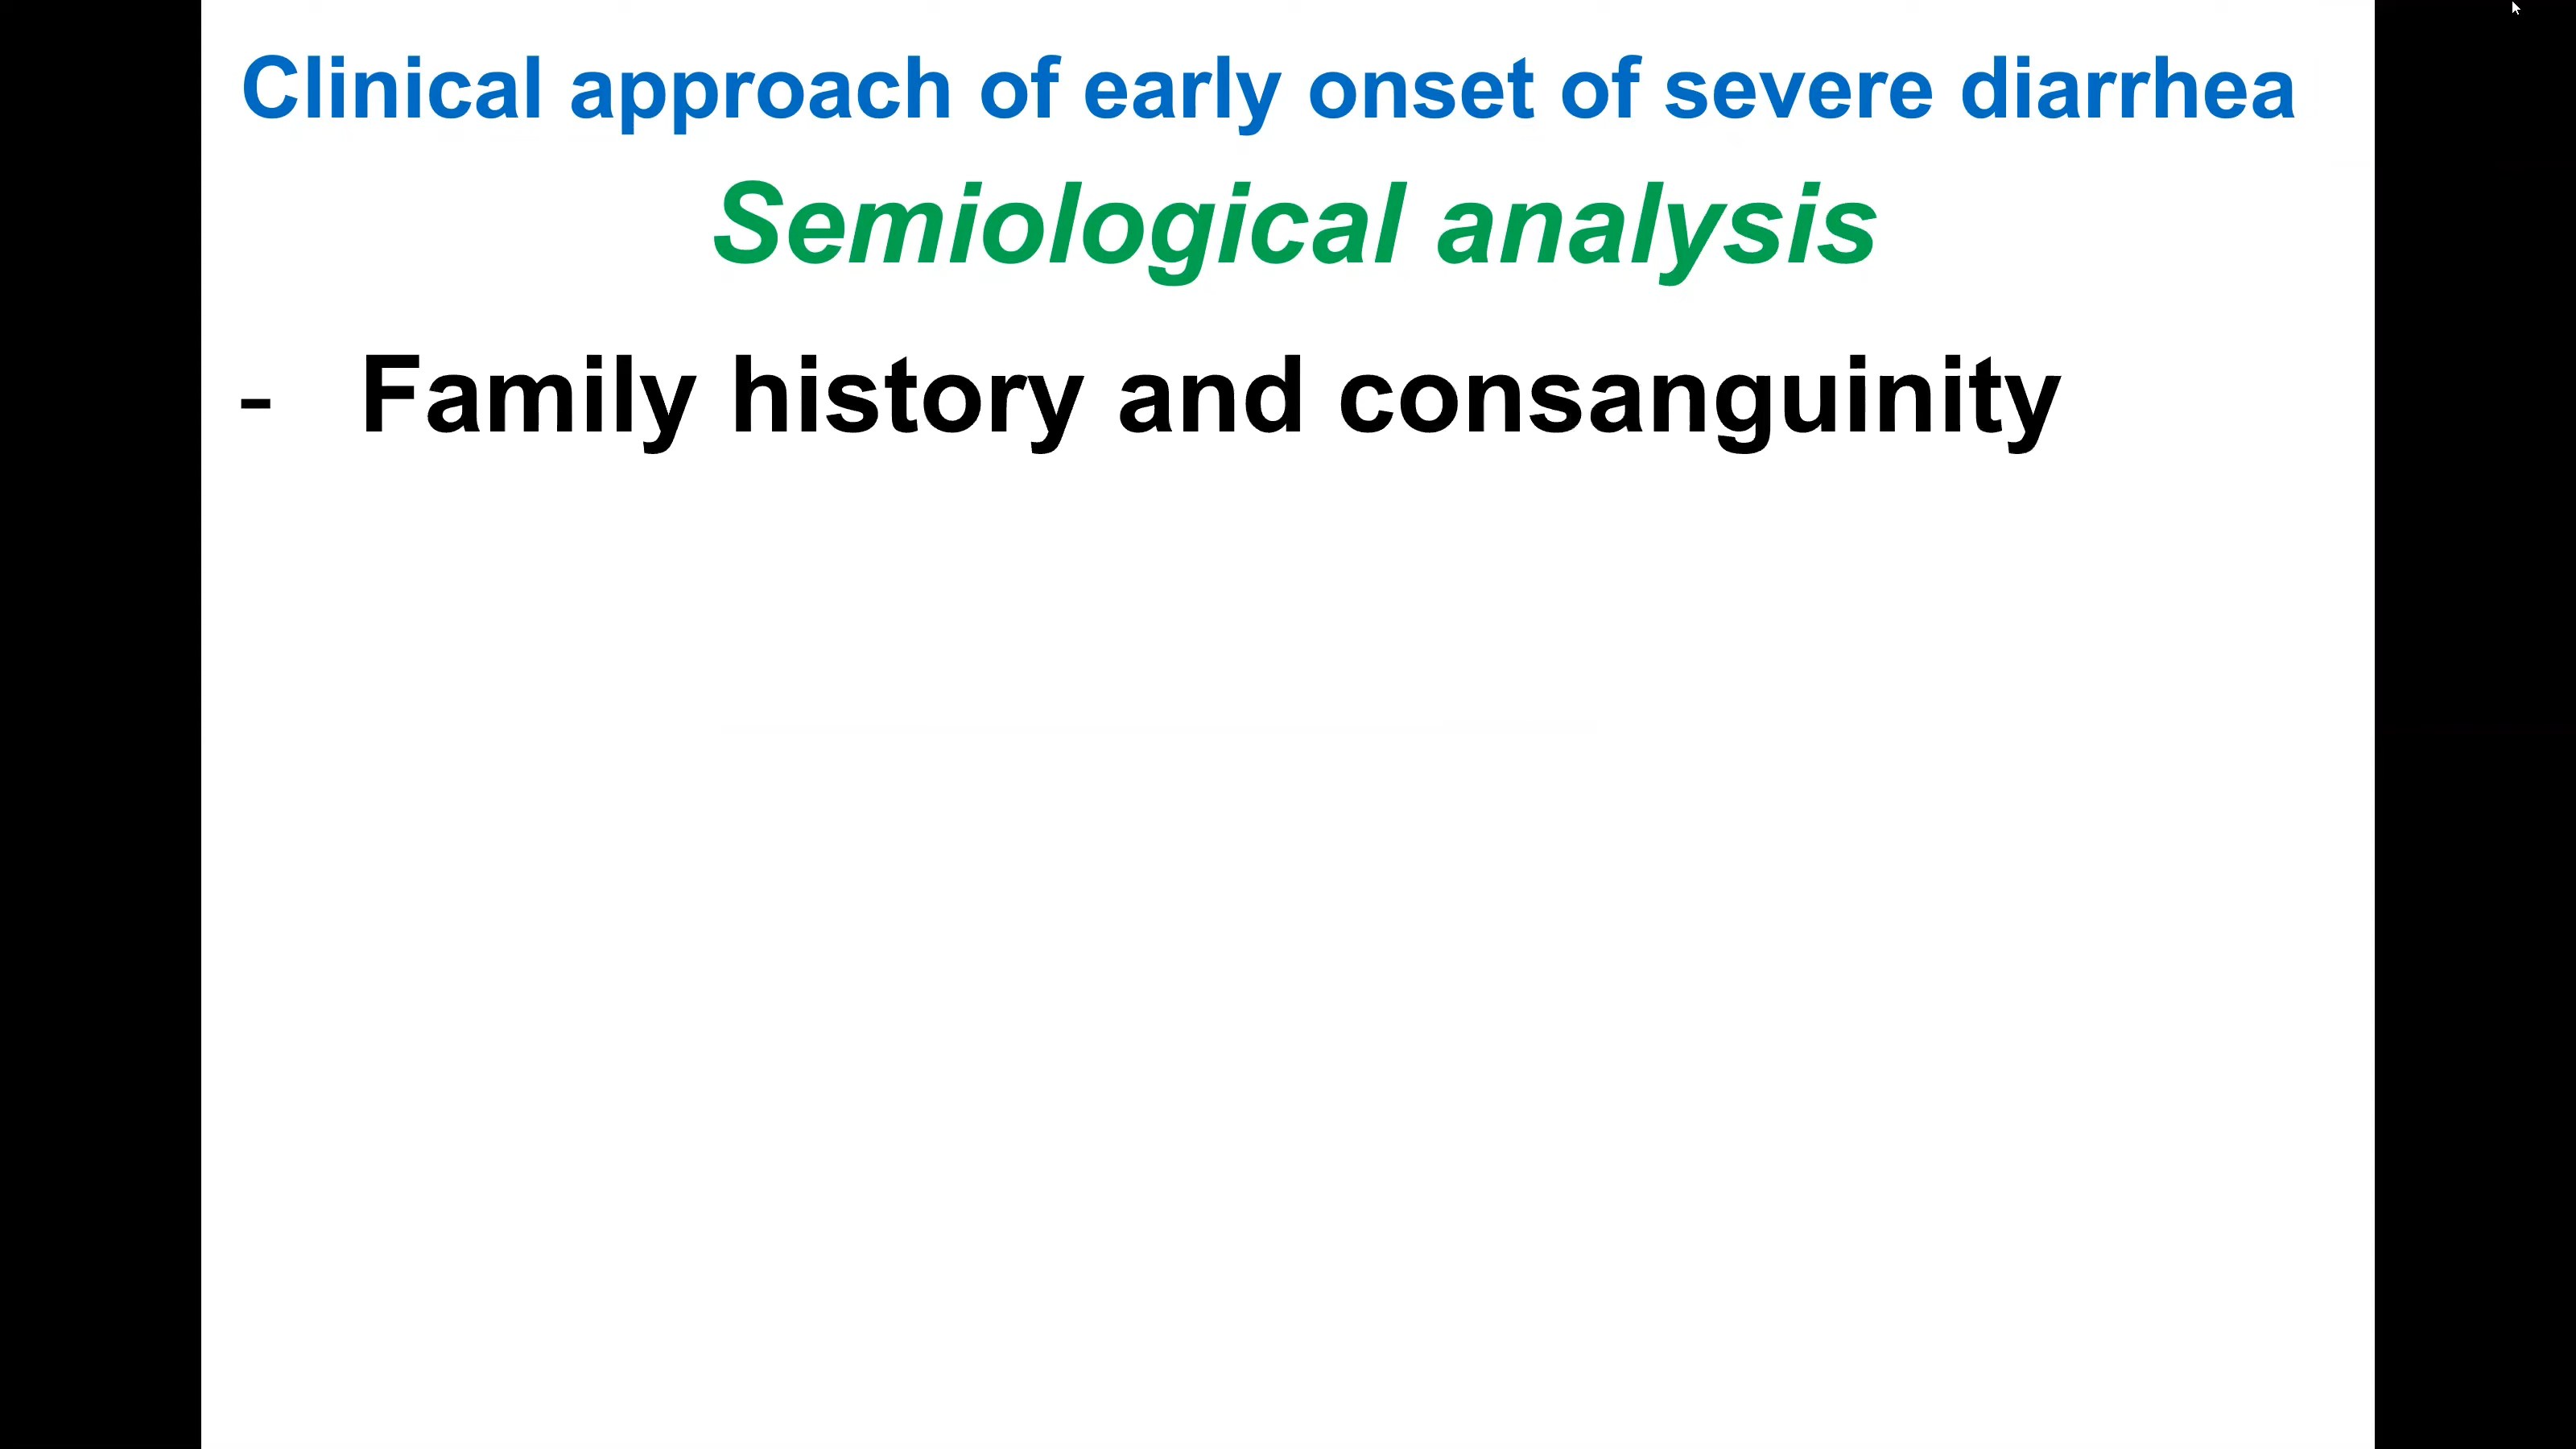 Clinical approach of early onset of severe diarrhea
Semiological analysis
- Family history and consanguinity